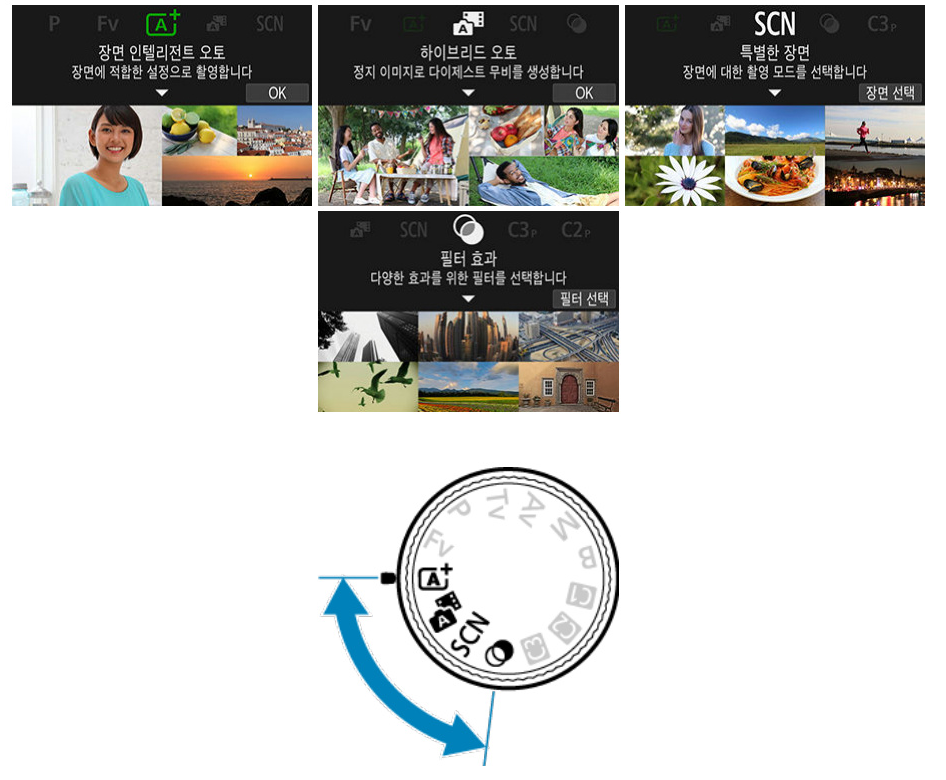 P Fv A+ SCN
장면 인텔리전트 오토
장면에 적합한 설정으로 촬영합니다
OK
Fv A+ A SCN
하이브리드 오토
정지 이미지로 다이제스트 무비를 생성합니다
OK
A+ A SCN C3P
특별한 장면
장면에 대한 촬영 모드를 선택합니다
장면 선택
A SCN C3P C2P
필터 효과
다양한 효과를 위한 필터를 선택합니다
필터 선택
A+ Fv P Tv Av M B C1 C2 C3
A
SCN